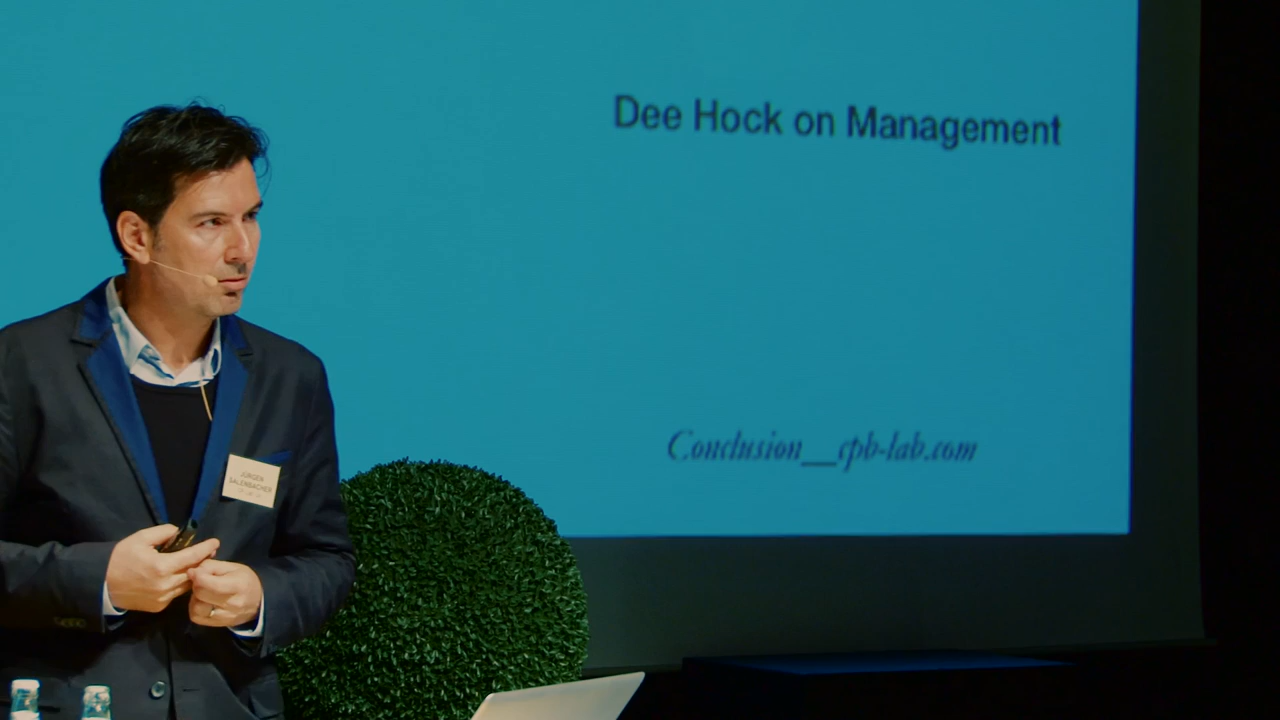 Dee Hock on Management
Conclusion__cpb-lab.com
JÜRGEN
SALENBACHER